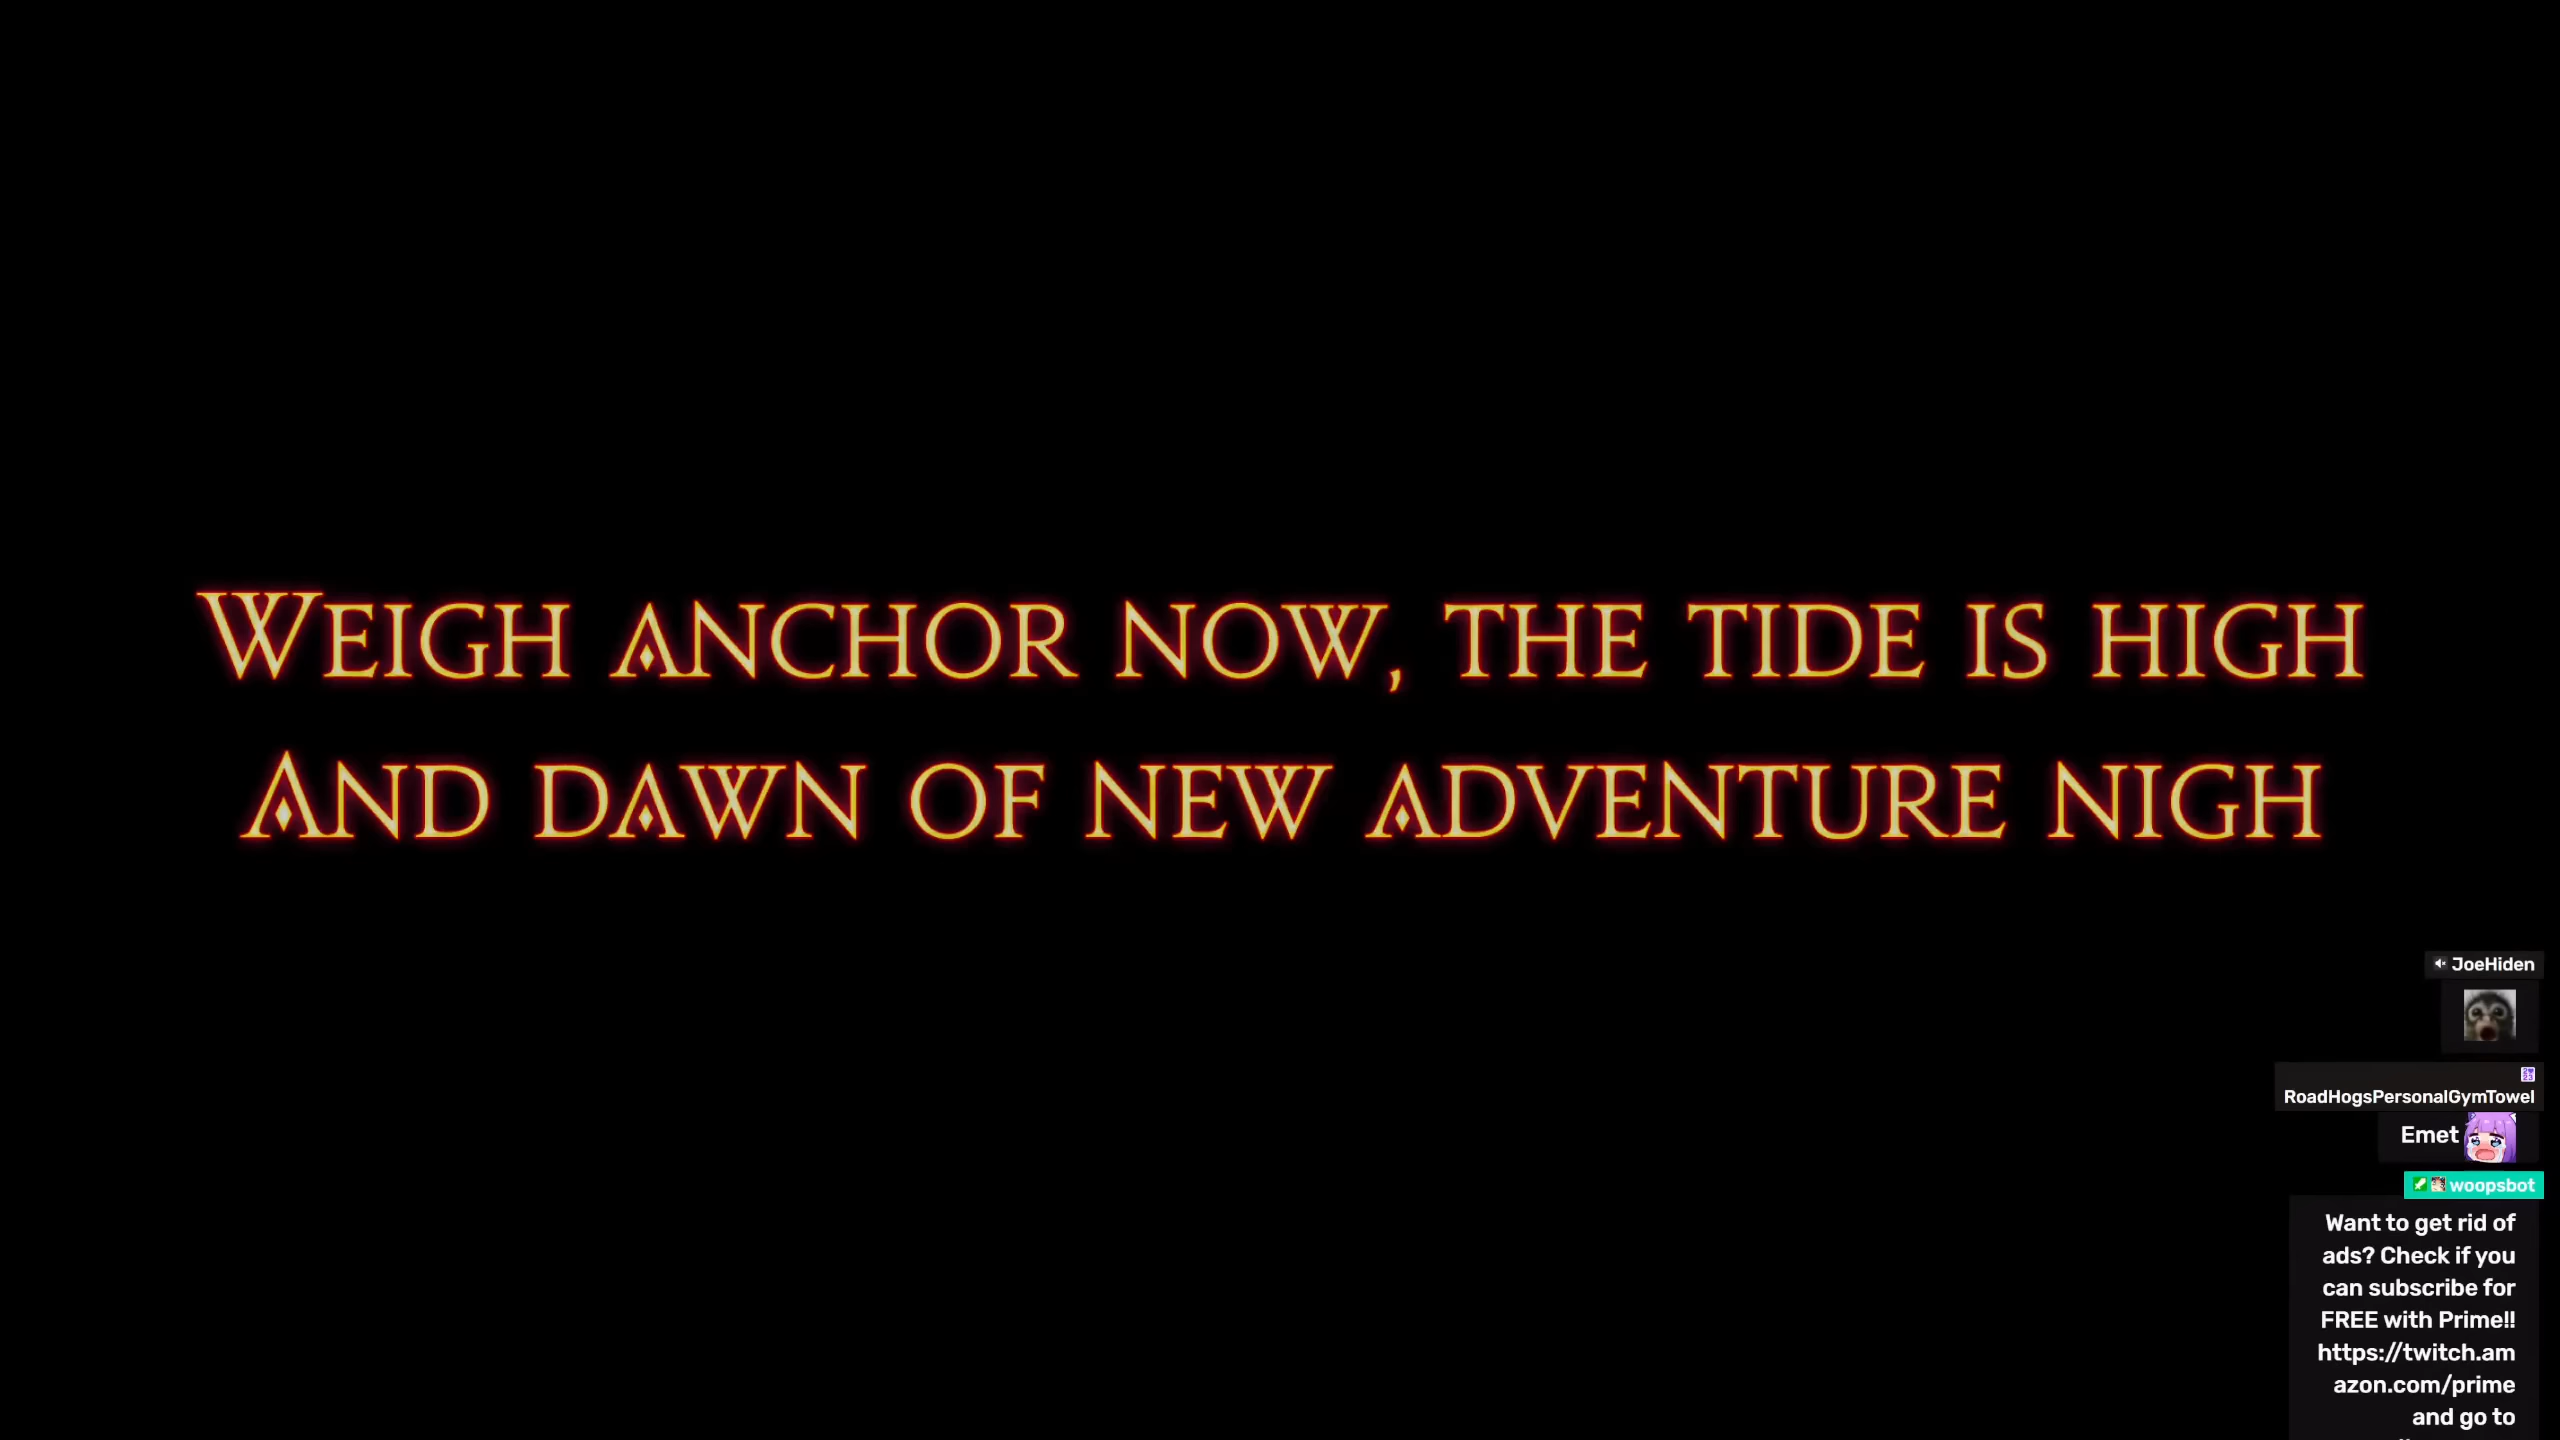 Weigh anchor now, the tide is high
And dawn of new adventure nigh
JoeHiden
RoadHogsPersonalGymTowel
Emet
woopsbot
Want to get rid of
ads? Check if you
can subscribe for
FREE with Prime!!
https://twitch.am
azon.com/prime
and go to